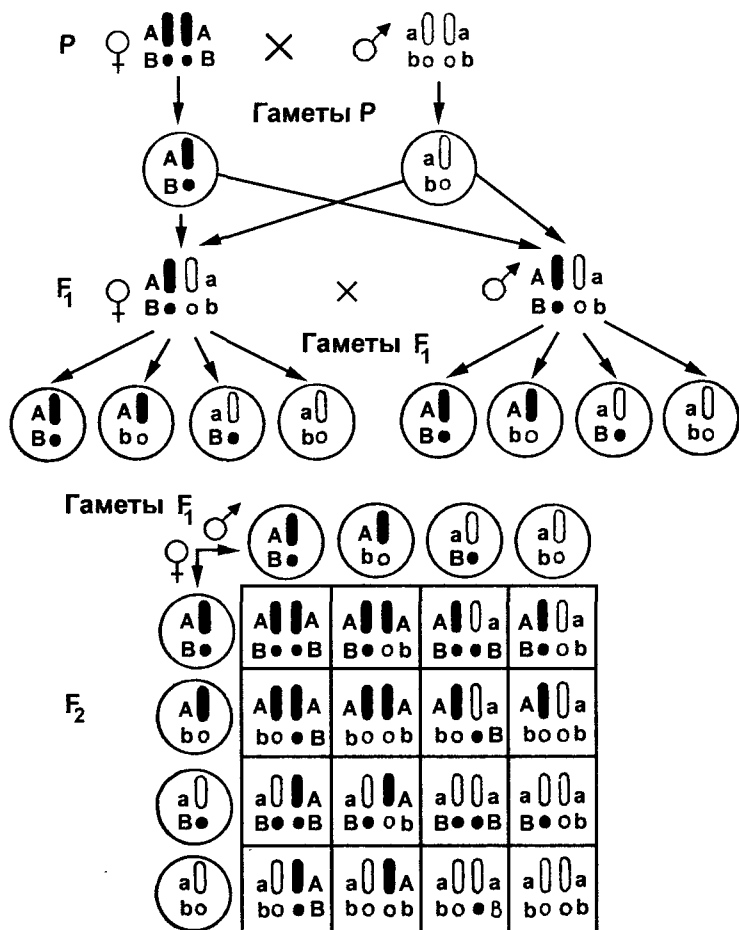 P ♀ A A × ♂ a a
B B b b
Гаметы P
A a
B b
F₁ ♀ A a × ♂ A a
B b B b
Гаметы F₁
A A a a A A a a
B b B b B b B b
Гаметы F₁ ♂
♀ A A a a
B b B b
A A A A A A a A a
B B B B b B B B b
F₂ A A A A A A a A a
b b B b b b B b b
a a A a A a a a a
B B B B b B B B b
a a A a A a a a a
b b B b b b B b b